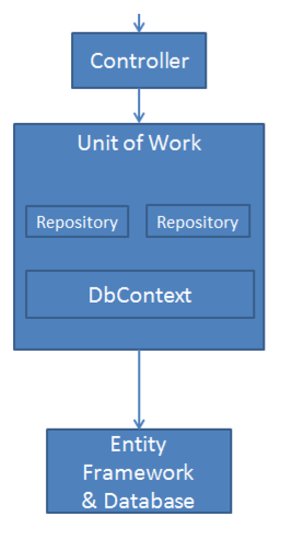 Controller
Unit of Work
Repository
Repository
DbContext
Entity
Framework
& Database